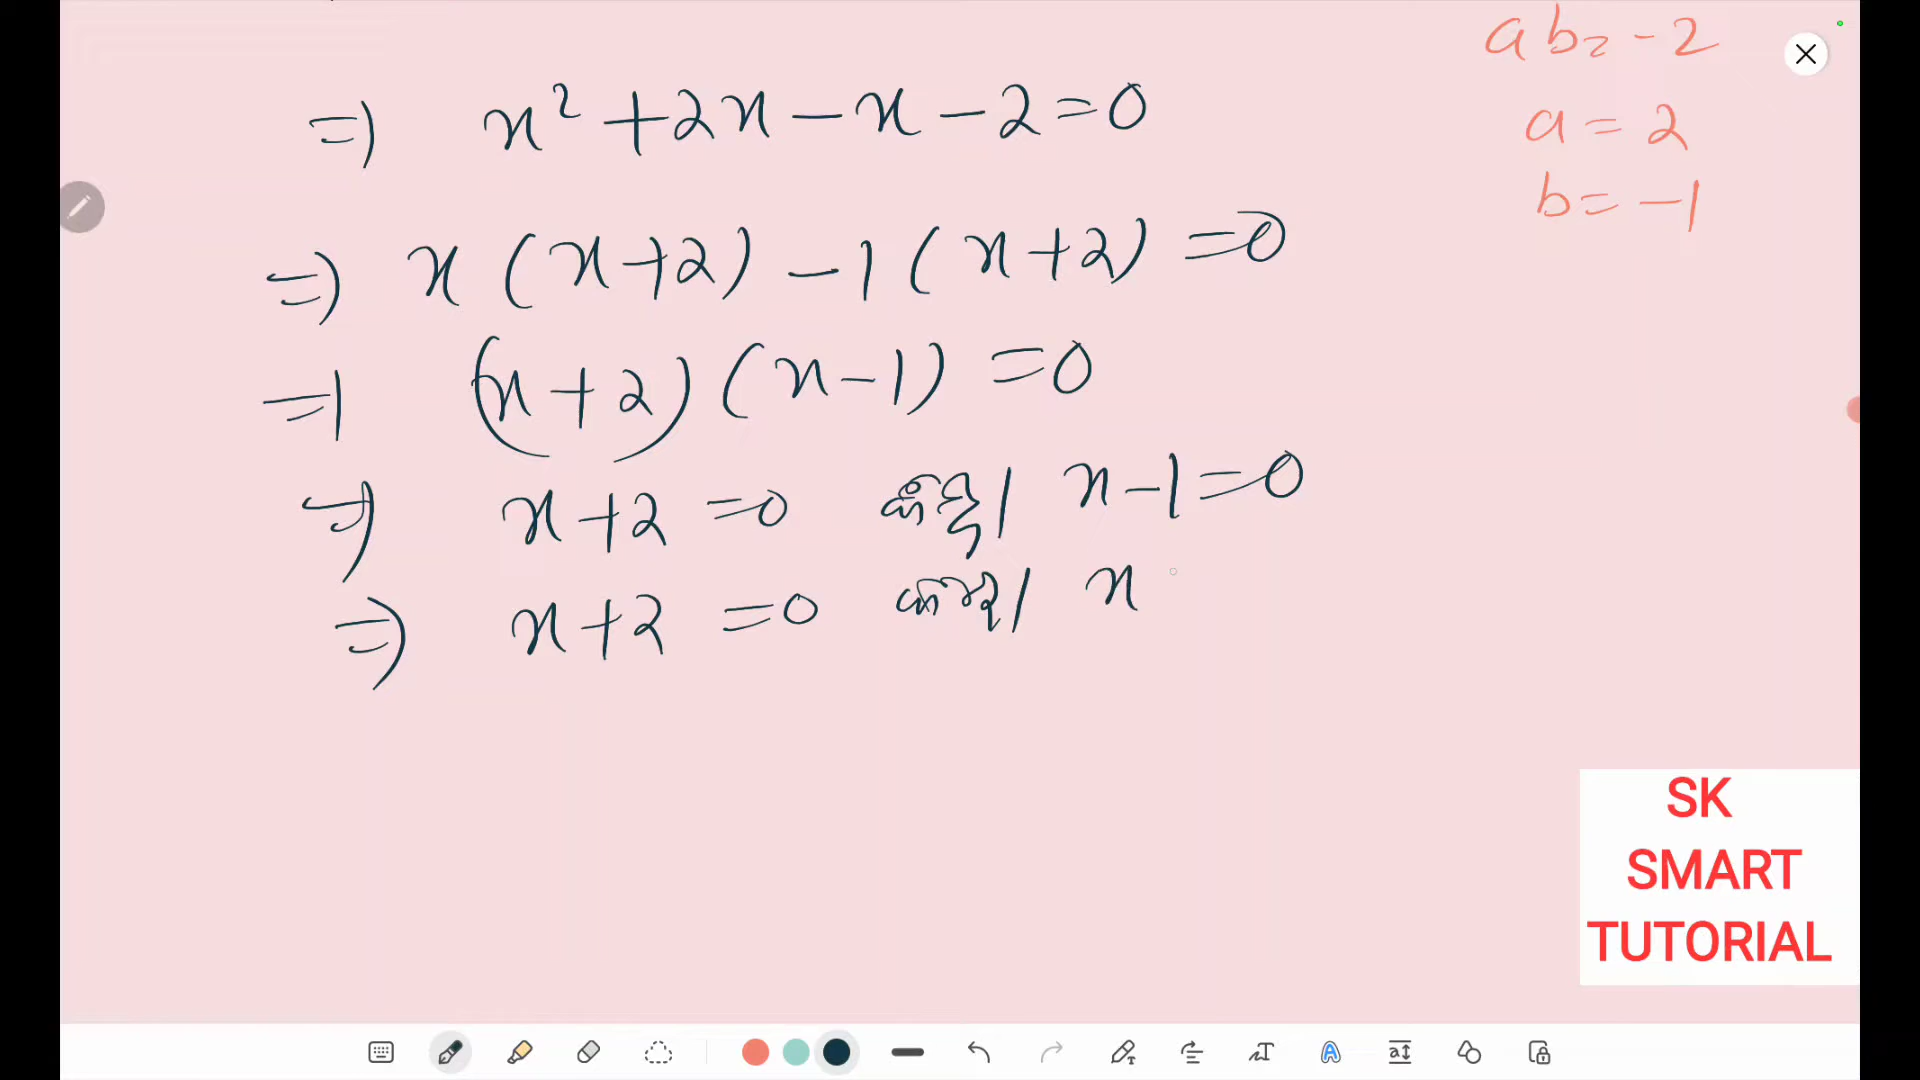 ab = -2
⇒) x² + 2x - x - 2 = 0
a = 2
b = -1
⇒) x (x+2) - 1 (x+2) = 0
⇒ (x+2) (x-1) = 0
⇒) x+2 = 0 x-1 = 0
⇒) x+2 = 0 x
SK
SMART
TUTORIAL